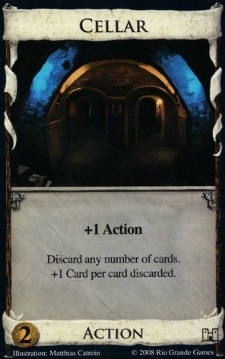 CELLAR
+1 Action
Discard any number of cards.
+1 Card per card discarded.
2
ACTION
Illustration: Matthias Catrein © 2008 Rio Grande Games